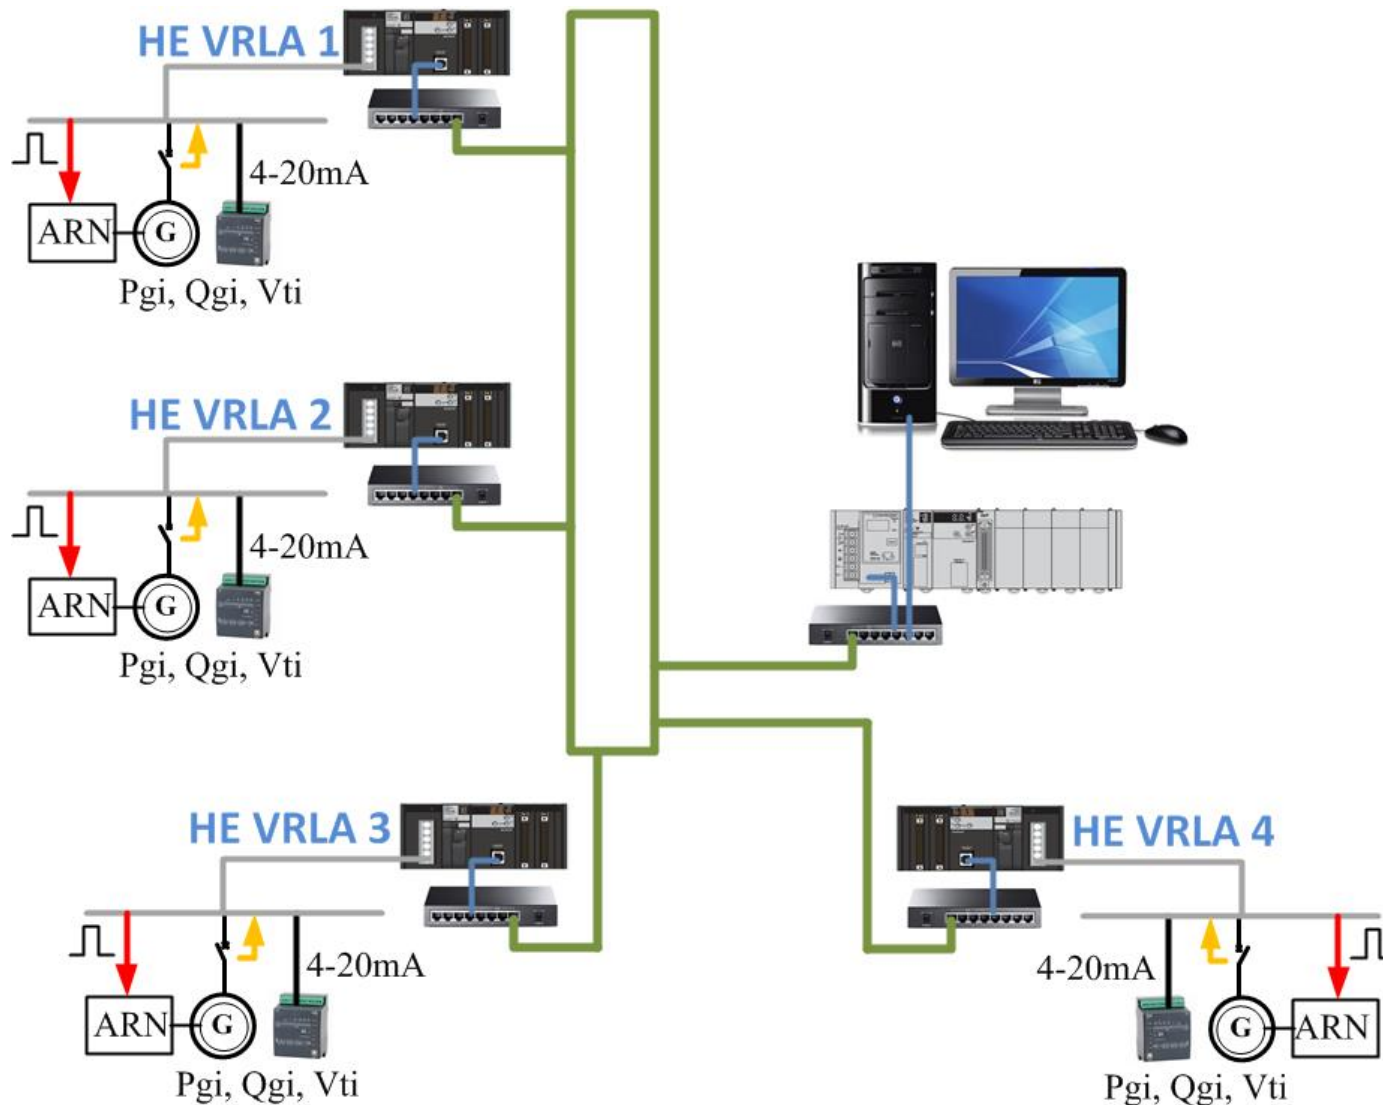 HE VRLA 1
4-20mA
ARN
G
Pgi, Qgi, Vti
HE VRLA 2
4-20mA
ARN
G
Pgi, Qgi, Vti
HE VRLA 3
4-20mA
ARN
G
Pgi, Qgi, Vti
HE VRLA 4
4-20mA
G
ARN
Pgi, Qgi, Vti